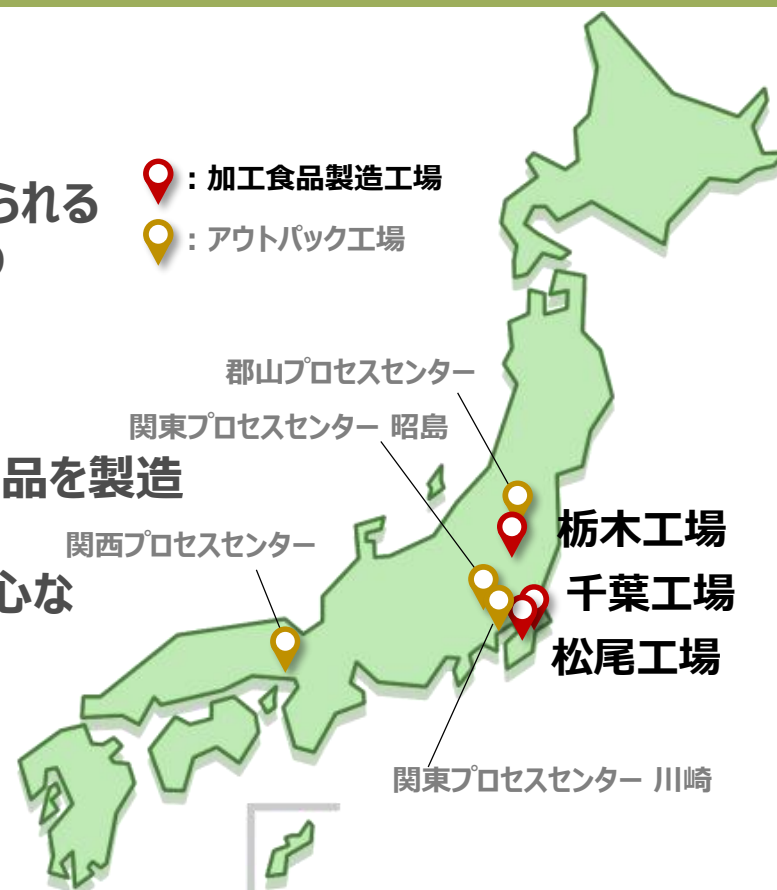 ：加工食品製造工場
られる
：アウトパック工場
郡山プロセスセンター
関東プロセスセンター 昭島
品を製造
栃木工場
関西プロセスセンター
心な
千葉工場
松尾工場
関東プロセスセンター 川崎